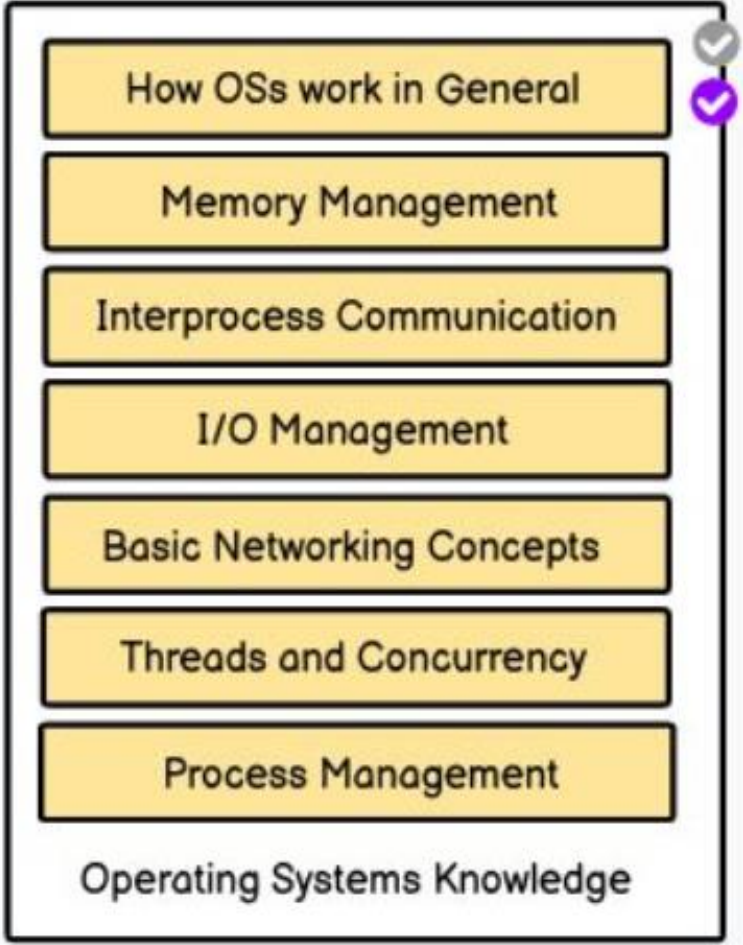 How OSs work in General
Memory Management
Interprocess Communication
I/O Management
Basic Networking Concepts
Threads and Concurrency
Process Management
Operating Systems Knowledge